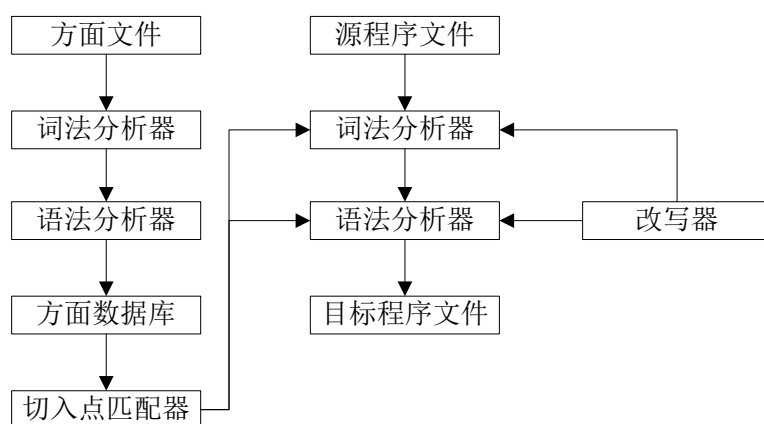 方面文件
源程序文件
词法分析器
词法分析器
语法分析器
语法分析器
改写器
方面数据库
目标程序文件
切入点匹配器